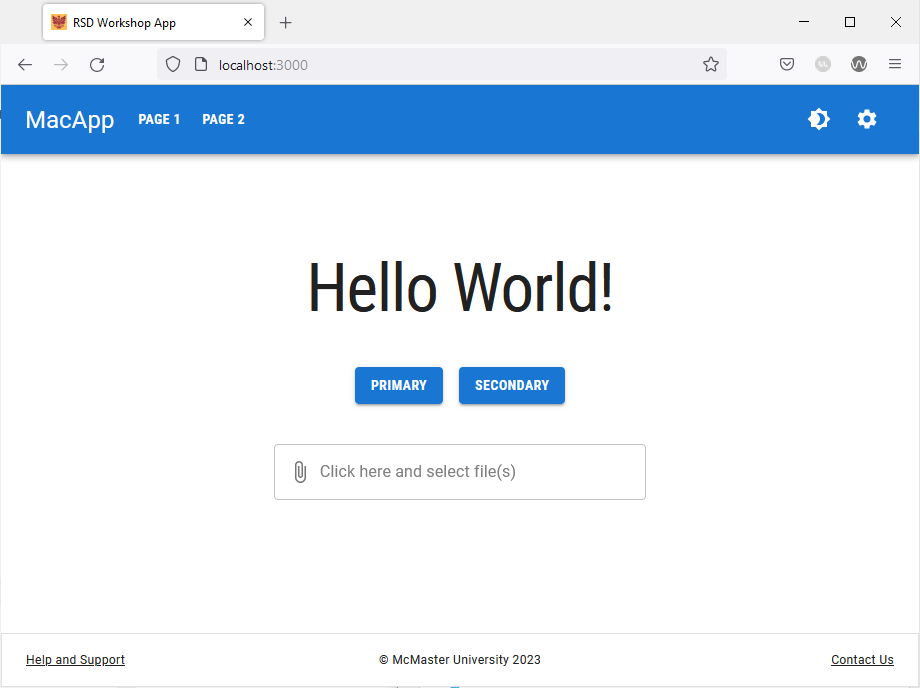 RSD Workshop App
localhost:3000
MacApp PAGE 1 PAGE 2
Hello World!
PRIMARY SECONDARY
Click here and select file(s)
Help and Support © McMaster University 2023 Contact Us